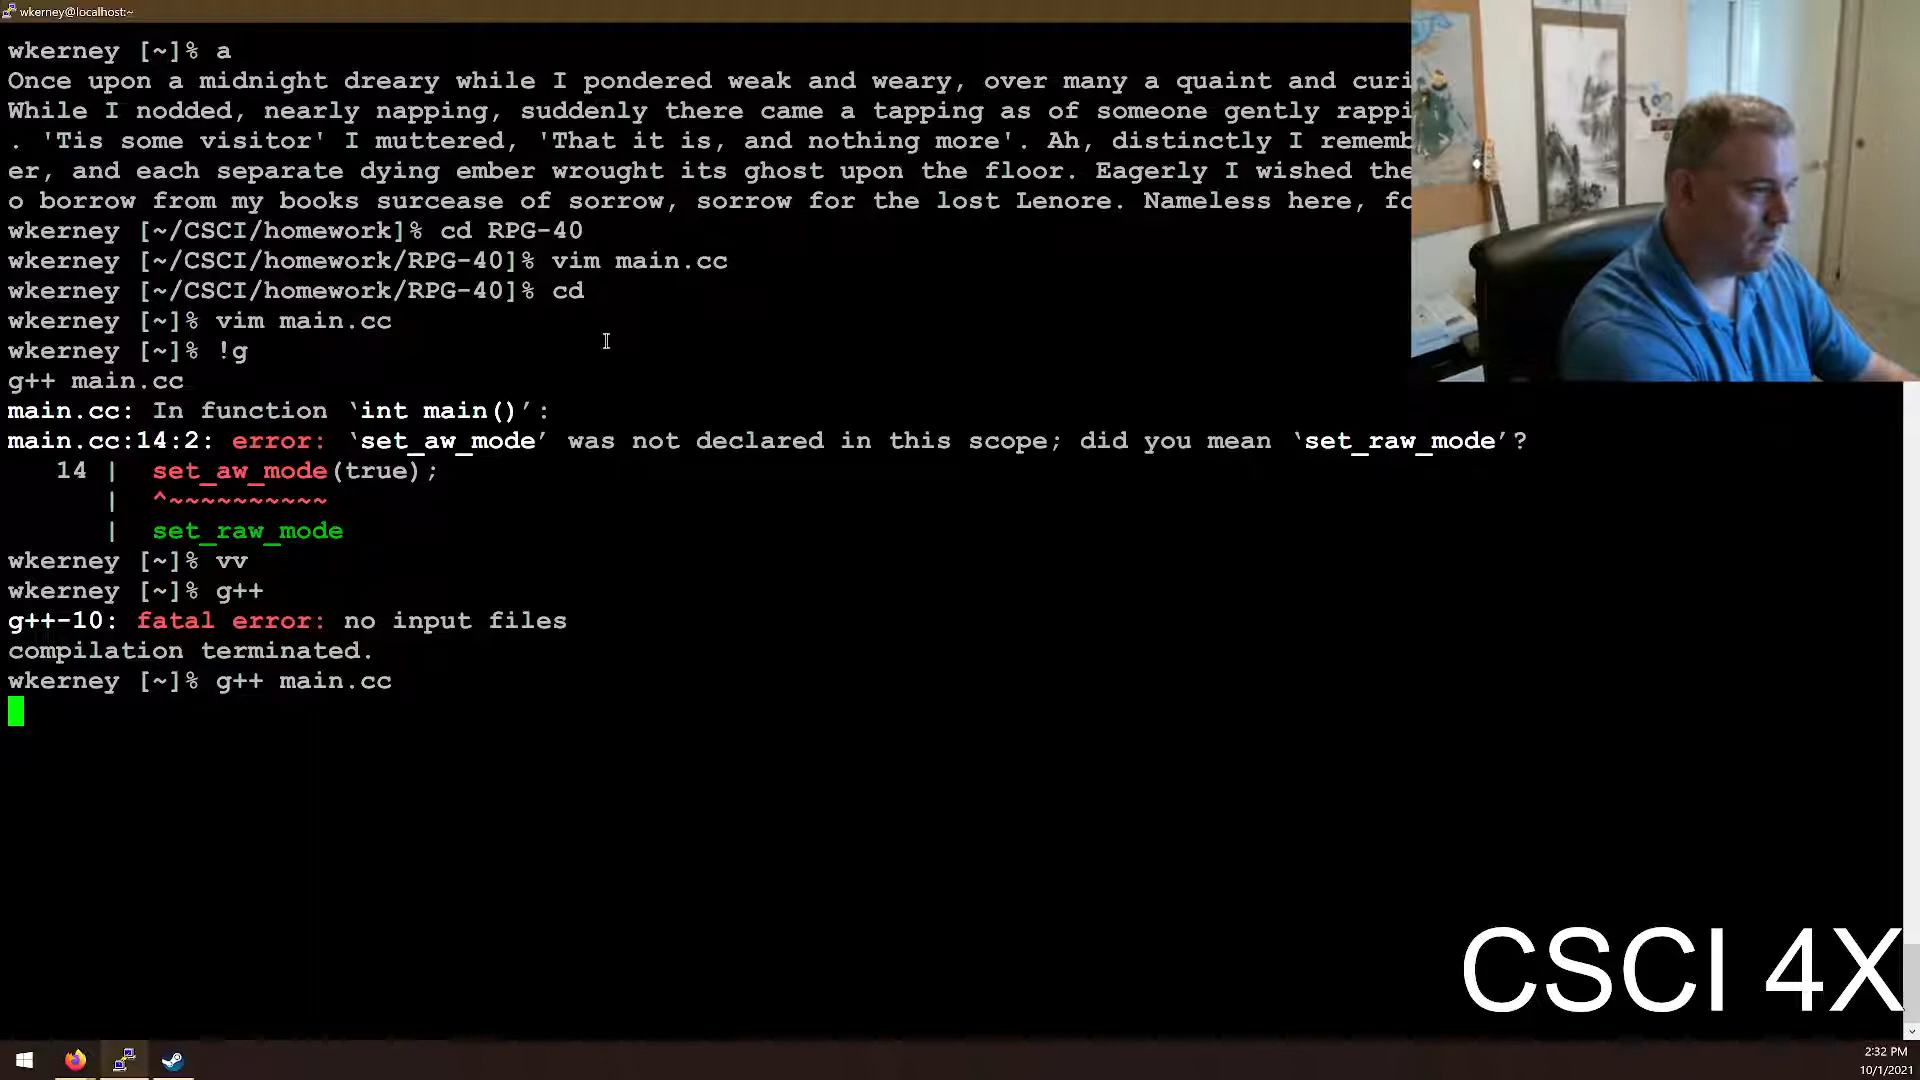 wkerney@localhost:~
wkerney [~]% a
Once upon a midnight dreary while I pondered weak and weary, over many a quaint and curi
While I nodded, nearly napping, suddenly there came a tapping as of someone gently rappi
. 'Tis some visitor' I muttered, 'That it is, and nothing more'. Ah, distinctly I rememb
er, and each separate dying ember wrought its ghost upon the floor. Eagerly I wished the
o borrow from my books surcease of sorrow, sorrow for the lost Lenore. Nameless here, fo
wkerney [~/CSCI/homework]% cd RPG-40
wkerney [~/CSCI/homework/RPG-40]% vim main.cc
wkerney [~/CSCI/homework/RPG-40]% cd
wkerney [~]% vim main.cc
wkerney [~]% !g
g++ main.cc
main.cc: In function ‘int main()’:
main.cc:14:2: error: ‘set_aw_mode’ was not declared in this scope; did you mean ‘set_raw_mode’?
14 | set_aw_mode(true);
| ^~~~~~~~~~~
| set_raw_mode
wkerney [~]% vv
wkerney [~]% g++
g++-10: fatal error: no input files
compilation terminated.
wkerney [~]% g++ main.cc
CSCI 4X
2:32 PM
10/1/2021